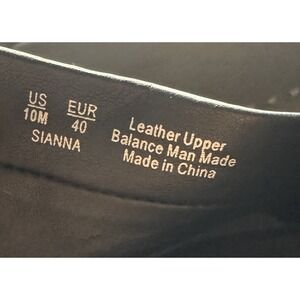 US EUR
10M 40
SIANNA
Leather Upper
Balance Man Made
Made in China